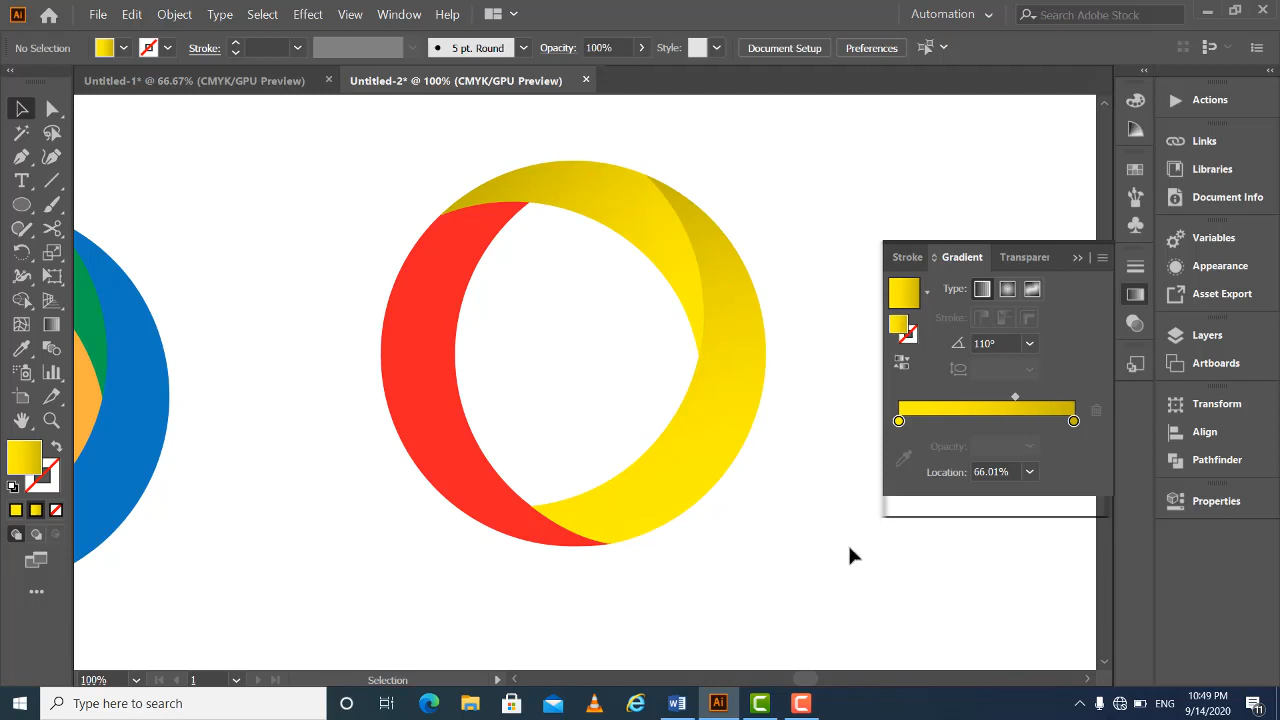 Ai File Edit Object Type Select Effect View Window Help Automation Search Adobe Stock
No Selection Stroke: 5 pt. Round Opacity: 100% Style: Document Setup Preferences
Untitled-1* @ 66.67% (CMYK/GPU Preview) Untitled-2* @ 100% (CMYK/GPU Preview)
Actions
Links
Libraries
Document Info
Variables
Appearance
Asset Export
Layers
Artboards
Transform
Align
Pathfinder
Properties
Stroke Gradient Transparer
Type:
Stroke:
110°
Opacity:
Location: 66.01%
100% 1 Selection
Type here to search Ai ENG 10:49 PM
9/14/2020 11